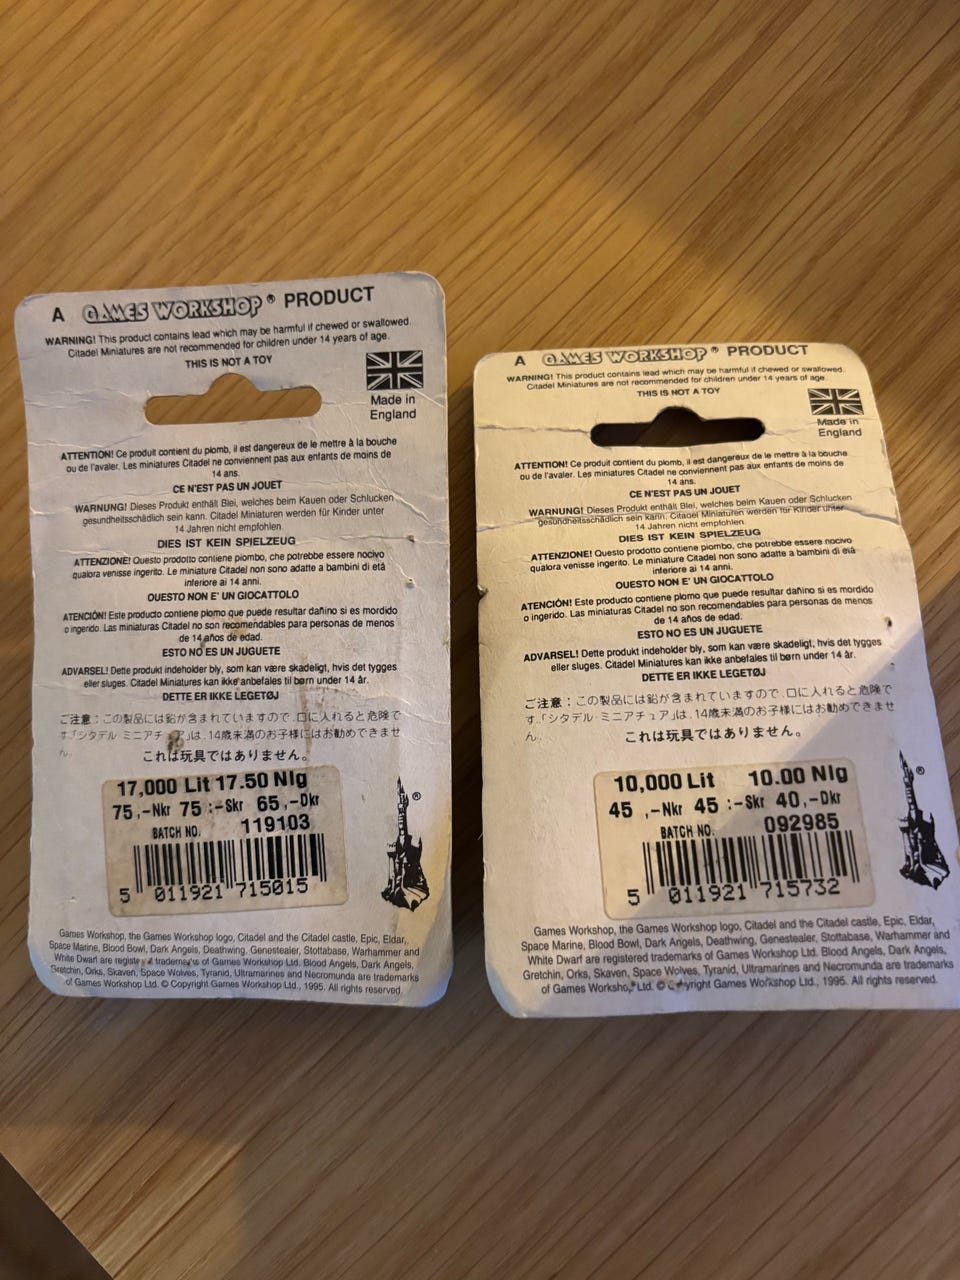 A GAMES WORKSHOP® PRODUCT
WARNING! This product contains lead which may be harmful if chewed or swallowed.
Citadel Miniatures are not recommended for children under 14 years of age.
THIS IS NOT A TOY
Made in
England
ATTENTION! Ce produit contient du plomb, il est dangereux de le mettre à la bouche
ou de l'avaler. Les miniatures Citadel ne conviennent pas aux enfants de moins de
14 ans.
CE N'EST PAS UN JOUET
WARNUNG! Dieses Produkt enthält Blei, welches beim Kauen oder Schlucken
gesundheitsschädlich sein kann. Citadel Miniaturen werden für Kinder unter
14 Jahren nicht empfohlen.
DIES IST KEIN SPIELZEUG
ATTENZIONE! Questo prodotto contiene piombo, che potrebbe essere nocivo
qualora venisse ingerito. Le miniature Citadel non sono adatte a bambini di età
inferiore ai 14 anni.
QUESTO NON E' UN GIOCATTOLO
ATENCIÓN! Este producto contiene plomo que puede resultar dañino si es mordido
o ingerido. Las miniaturas Citadel no son recomendables para personas de menos
de 14 años de edad.
ESTO NO ES UN JUGUETE
ADVARSEL! Dette produkt indeholder bly, som kan være skadeligt, hvis det tygges
eller sluges. Citadel Miniatures kan ikke anbefales til børn under 14 år.
DETTE ER IKKE LEGETØJ
ご注意：この製品には鉛が含まれていますので、口に入れると危険で
す。「シタデル・ミニアチュア」は、14歳未満のお子様にはお勧めできませ
ん。
これは玩具ではありません。
17,000 Lit 17.50 Nlg
75,-Nkr 75:-Skr 65,-Dkr
BATCH NO. 119103
5 011921 715015
®
Games Workshop, the Games Workshop logo, Citadel and the Citadel castle, Epic, Eldar,
Space Marine, Blood Bowl, Dark Angels, Deathwing, Genestealer, Stottabase, Warhammer and
White Dwarf are registered trademarks of Games Workshop Ltd. Blood Angels, Dark Angels,
Gretchin, Orks, Skaven, Space Wolves, Tyranid, Ultramarines and Necromunda are trademarks
of Games Workshop Ltd. © Copyright Games Workshop Ltd., 1995. All rights reserved.
A GAMES WORKSHOP® PRODUCT
WARNING! This product contains lead which may be harmful if chewed or swallowed.
Citadel Miniatures are not recommended for children under 14 years of age.
THIS IS NOT A TOY
Made in
England
ATTENTION! Ce produit contient du plomb, il est dangereux de le mettre à la bouche
ou de l'avaler. Les miniatures Citadel ne conviennent pas aux enfants de moins de
14 ans.
CE N'EST PAS UN JOUET
WARNUNG! Dieses Produkt enthält Blei, welches beim Kauen oder Schlucken
gesundheitsschädlich sein kann. Citadel Miniaturen werden für Kinder unter
14 Jahren nicht empfohlen.
DIES IST KEIN SPIELZEUG
ATTENZIONE! Questo prodotto contiene piombo, che potrebbe essere nocivo
qualora venisse ingerito. Le miniature Citadel non sono adatte a bambini di età
inferiore ai 14 anni.
QUESTO NON E' UN GIOCATTOLO
ATENCIÓN! Este producto contiene plomo que puede resultar dañino si es mordido
o ingerido. Las miniaturas Citadel no son recomendables para personas de menos
de 14 años de edad.
ESTO NO ES UN JUGUETE
ADVARSEL! Dette produkt indeholder bly, som kan være skadeligt, hvis det tygges
eller sluges. Citadel Miniatures kan ikke anbefales til børn under 14 år.
DETTE ER IKKE LEGETØJ
ご注意：この製品には鉛が含まれていますので、口に入れると危険で
す。「シタデル・ミニアチュア」は、14歳未満のお子様にはお勧めできませ
ん。
これは玩具ではありません。
10,000 Lit 10.00 Nlg
45,-Nkr 45:-Skr 40,-Dkr
BATCH NO. 092985
5 011921 715732
®
Games Workshop, the Games Workshop logo, Citadel and the Citadel castle, Epic, Eldar,
Space Marine, Blood Bowl, Dark Angels, Deathwing, Genestealer, Stottabase, Warhammer and
White Dwarf are registered trademarks of Games Workshop Ltd. Blood Angels, Dark Angels,
Gretchin, Orks, Skaven, Space Wolves, Tyranid, Ultramarines and Necromunda are trademarks
of Games Workshop Ltd. © Copyright Games Workshop Ltd., 1995. All rights reserved.